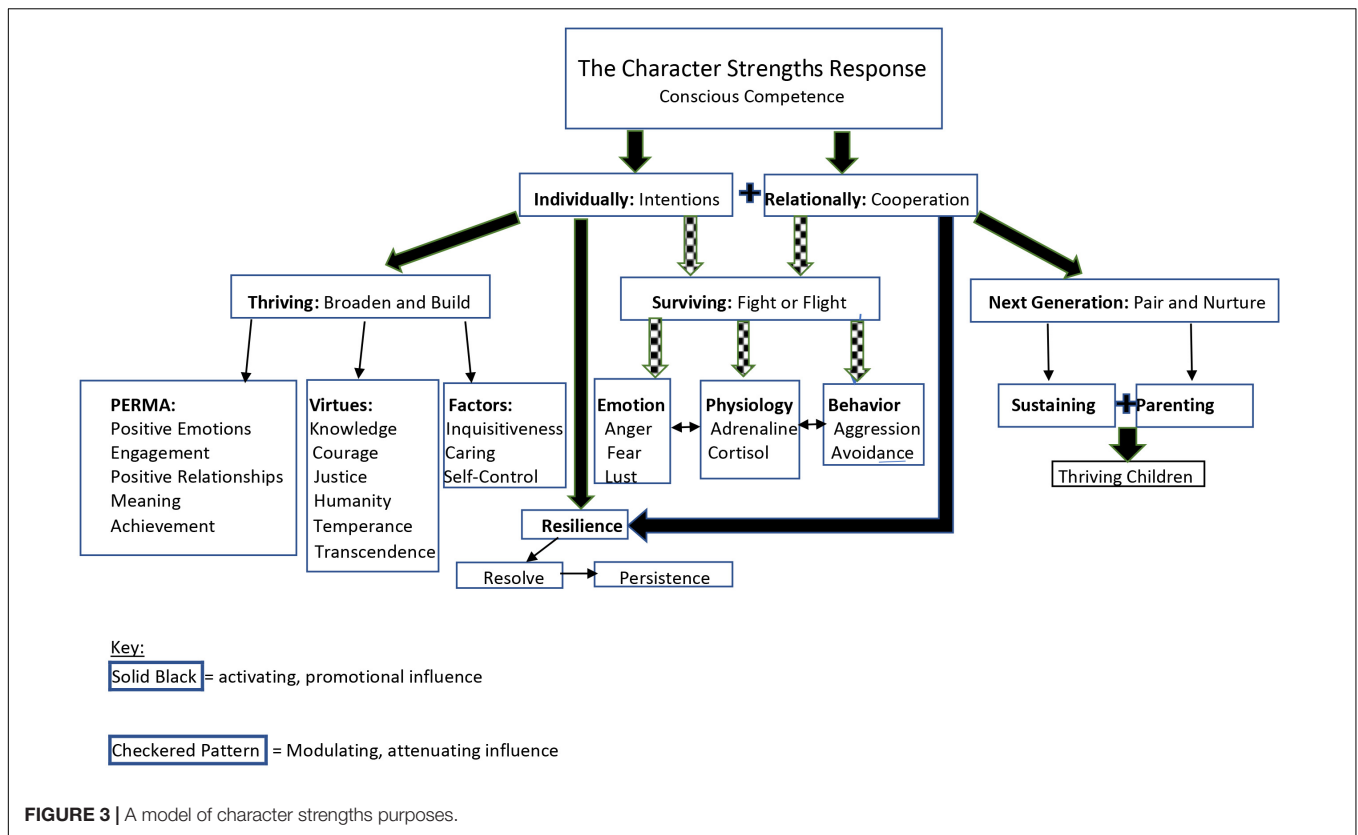 The Character Strengths Response
Conscious Competence
Individually: Intentions
+
Relationally: Cooperation
Thriving: Broaden and Build
Surviving: Fight or Flight
Next Generation: Pair and Nurture
PERMA:
Positive Emotions
Engagement
Positive Relationships
Meaning
Achievement
Virtues:
Knowledge
Courage
Justice
Humanity
Temperance
Transcendence
Factors:
Inquisitiveness
Caring
Self-Control
Emotion
Anger
Fear
Lust
Physiology
Adrenaline
Cortisol
Behavior
Aggression
Avoidance
Sustaining
+
Parenting
Thriving Children
Resilience
Resolve
Persistence
Key:
Solid Black = activating, promotional influence
Checkered Pattern = Modulating, attenuating influence
FIGURE 3 | A model of character strengths purposes.